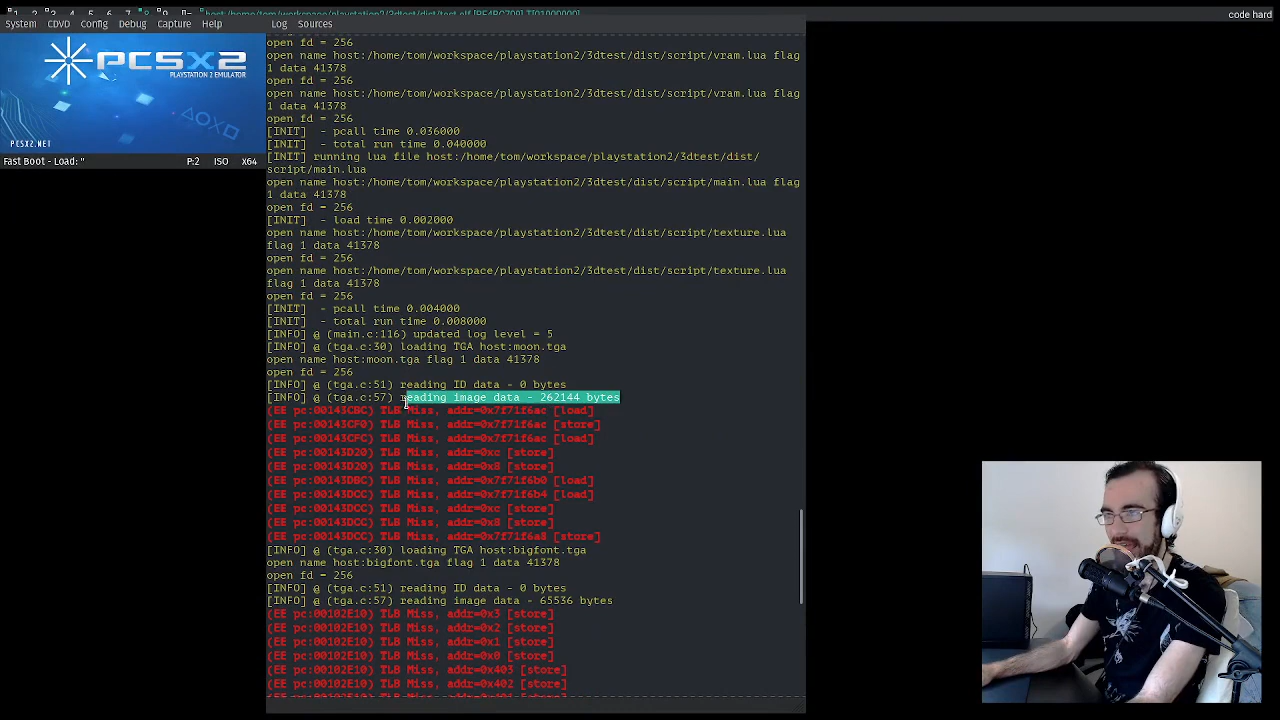 1 2 3 4 5 6 7 8 9 host:/home/tom/workspace/playstation2/3dtest/dist/test.elf
code hard
System CDVD Config Debug Capture Help
Log Sources
PCSX2
PLAYSTATION 2 EMULATOR
PCSX2.NET
Fast Boot - Load: '' P:2 ISO X64
open fd = 256
open name host:/home/tom/workspace/playstation2/3dtest/dist/script/vram.lua flag
1 data 41378
open fd = 256
open name host:/home/tom/workspace/playstation2/3dtest/dist/script/vram.lua flag
1 data 41378
open fd = 256
[INIT] - pcall time 0.036000
[INIT] - total run time 0.040000
[INIT] running lua file host:/home/tom/workspace/playstation2/3dtest/dist/
script/main.lua
open name host:/home/tom/workspace/playstation2/3dtest/dist/script/main.lua flag
1 data 41378
open fd = 256
[INIT] - load time 0.002000
open name host:/home/tom/workspace/playstation2/3dtest/dist/script/texture.lua
flag 1 data 41378
open fd = 256
open name host:/home/tom/workspace/playstation2/3dtest/dist/script/texture.lua
flag 1 data 41378
open fd = 256
[INIT] - pcall time 0.004000
[INIT] - total run time 0.008000
[INFO] @ (main.c:116) updated log level = 5
[INFO] @ (tga.c:30) loading TGA host:moon.tga
open name host:moon.tga flag 1 data 41378
open fd = 256
[INFO] @ (tga.c:51) reading ID data - 0 bytes
[INFO] @ (tga.c:57) reading image data - 262144 bytes
(EE pc:00143CBC) TLB Miss, addr=0x7f71f6ac [load]
(EE pc:00143CF0) TLB Miss, addr=0x7f71f6ac [store]
(EE pc:00143CFC) TLB Miss, addr=0x7f71f6ac [load]
(EE pc:00143D20) TLB Miss, addr=0xc [store]
(EE pc:00143D20) TLB Miss, addr=0x8 [store]
(EE pc:00143DBC) TLB Miss, addr=0x7f71f6b0 [load]
(EE pc:00143DCC) TLB Miss, addr=0x7f71f6b4 [load]
(EE pc:00143DCC) TLB Miss, addr=0xc [store]
(EE pc:00143DCC) TLB Miss, addr=0x8 [store]
(EE pc:00143DCC) TLB Miss, addr=0x7f71f6a8 [store]
[INFO] @ (tga.c:30) loading TGA host:bigfont.tga
open name host:bigfont.tga flag 1 data 41378
open fd = 256
[INFO] @ (tga.c:51) reading ID data - 0 bytes
[INFO] @ (tga.c:57) reading image data - 65536 bytes
(EE pc:00102E10) TLB Miss, addr=0x3 [store]
(EE pc:00102E10) TLB Miss, addr=0x2 [store]
(EE pc:00102E10) TLB Miss, addr=0x1 [store]
(EE pc:00102E10) TLB Miss, addr=0x0 [store]
(EE pc:00102E10) TLB Miss, addr=0x403 [store]
(EE pc:00102E10) TLB Miss, addr=0x402 [store]